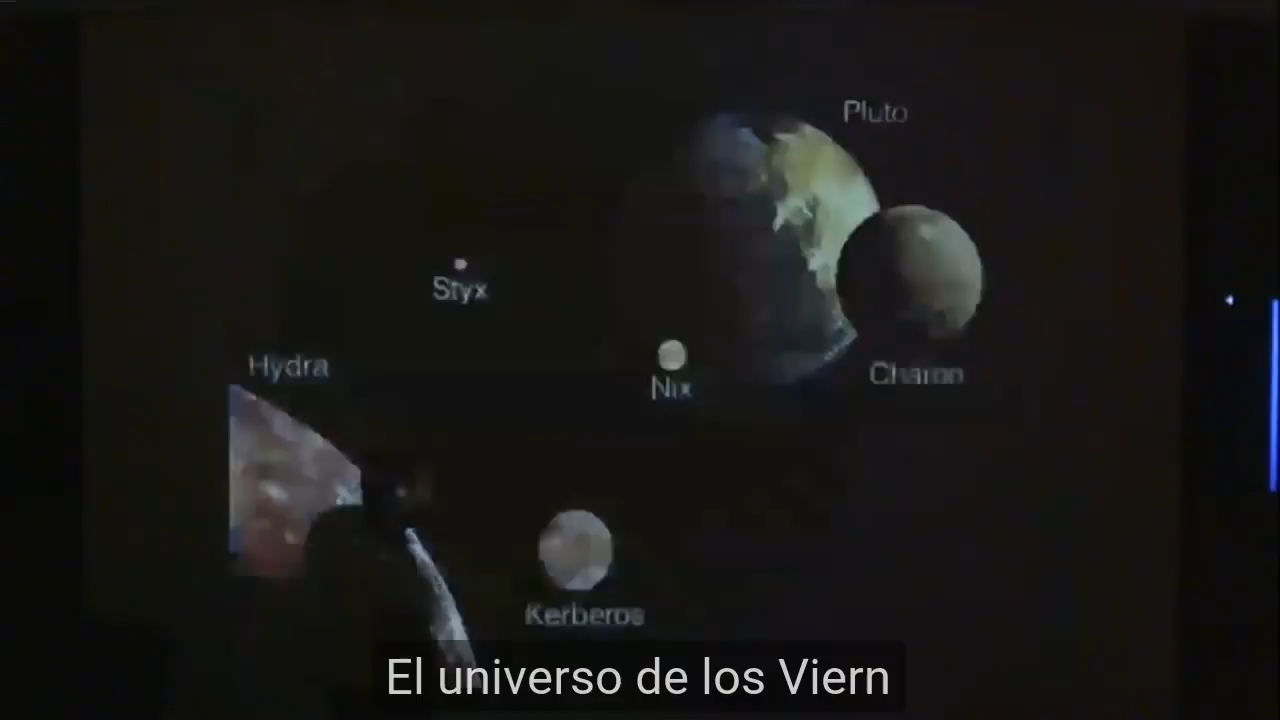 Pluto
Styx
Hydra
Nix
Charon
Kerberos
El universo de los Viern